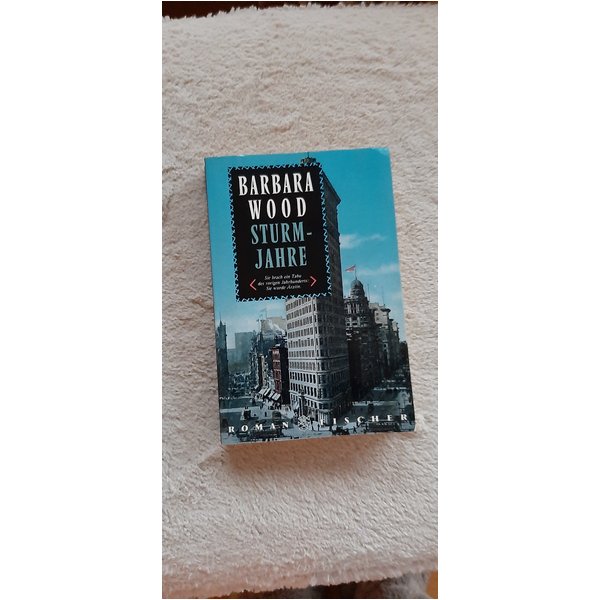 BARBARA
WOOD
STURM-
JAHRE
Sie brach ein Tabu
des vorigen Jahrhunderts:
Sie wurde Ärztin.
ROMAN FISCHER